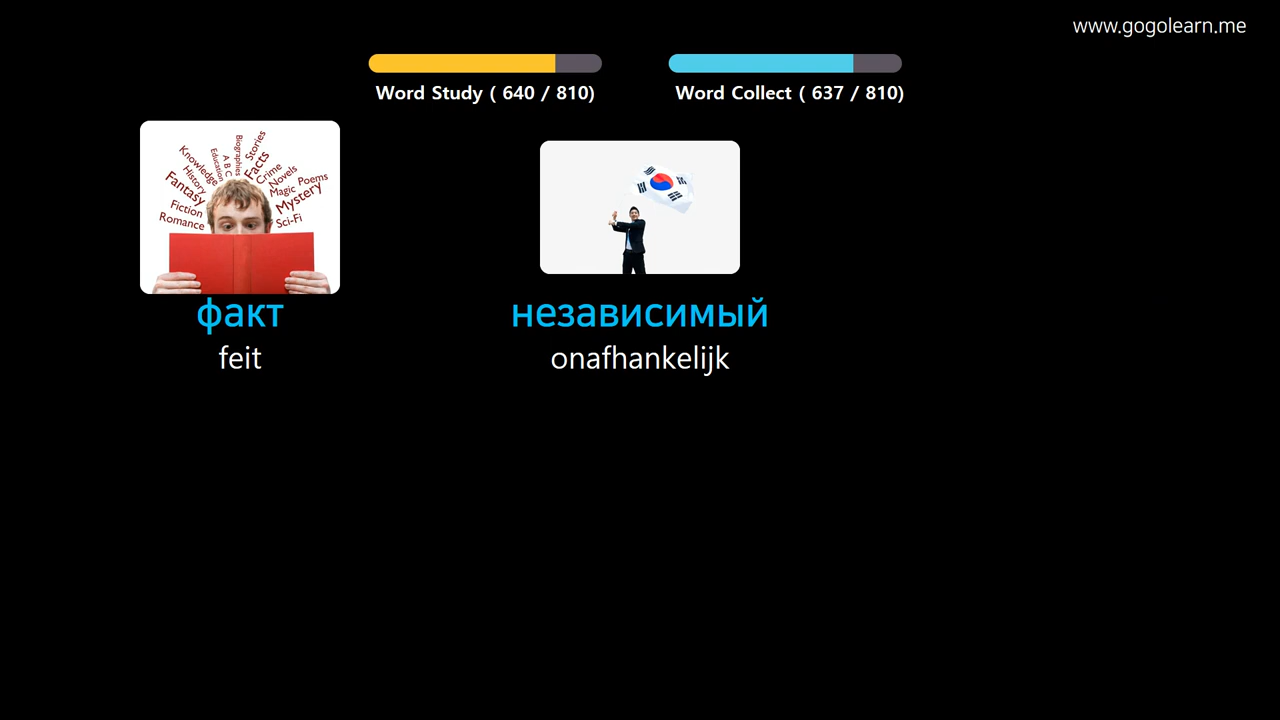 www.gogolearn.me
Word Study ( 640 / 810)
Word Collect ( 637 / 810)
Knowledge
History
Fantasy
Fiction
Romance
Education
A B C
Biographies
Stories
Facts
Crime
Novels
Magic
Poems
Mystery
Sci-Fi
факт
feit
независимый
onafhankelijk